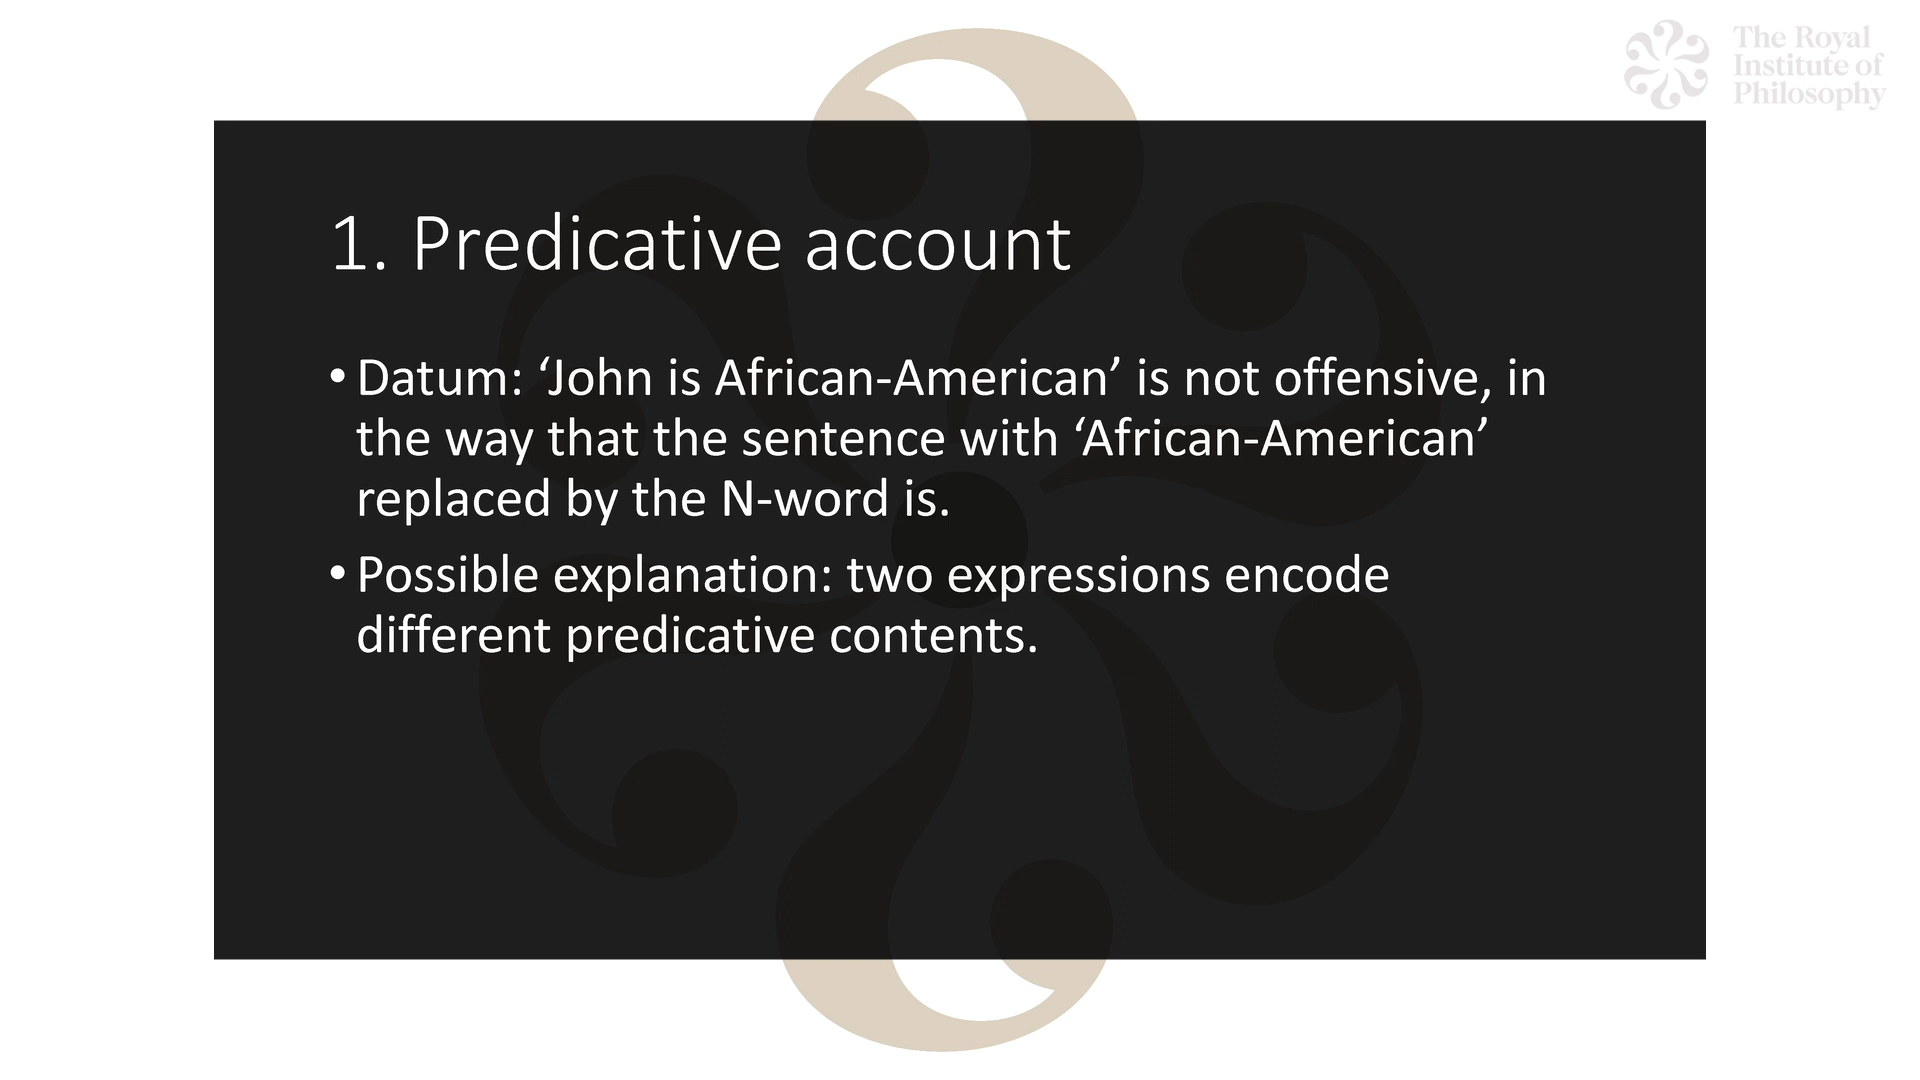 The Royal
Institute of
Philosophy
1. Predicative account
• Datum: ‘John is African-American’ is not offensive, in
the way that the sentence with ‘African-American’
replaced by the N-word is.
• Possible explanation: two expressions encode
different predicative contents.